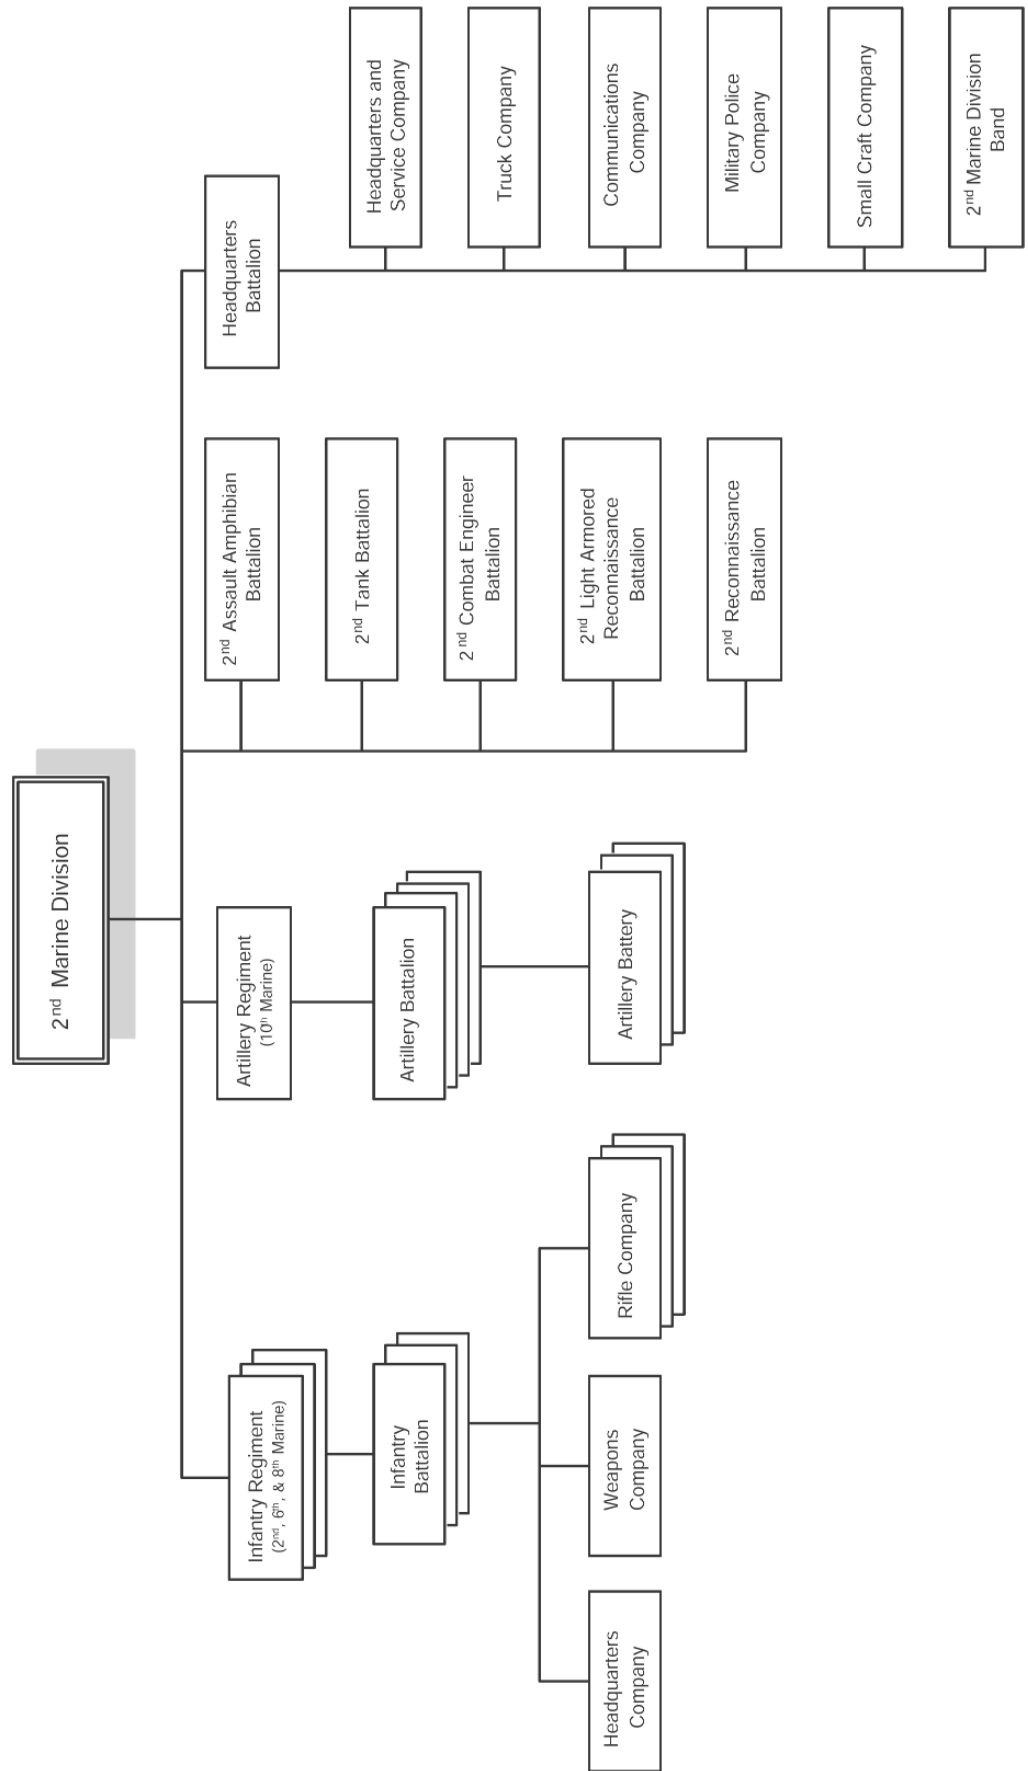 2nd Marine Division
Infantry Regiment
(2nd, 6th, & 8th Marine)
Artillery Regiment
(10th Marine)
2nd Assault Amphibian
Battalion
Headquarters
Battalion
Infantry
Battalion
Artillery Battalion
2nd Tank Battalion
2nd Combat Engineer
Battalion
2nd Light Armored
Reconnaissance
Battalion
2nd Reconnaissance
Battalion
Headquarters and
Service Company
Truck Company
Communications
Company
Military Police
Company
Small Craft Company
2nd Marine Division
Band
Headquarters
Company
Weapons
Company
Rifle Company
Artillery Battery